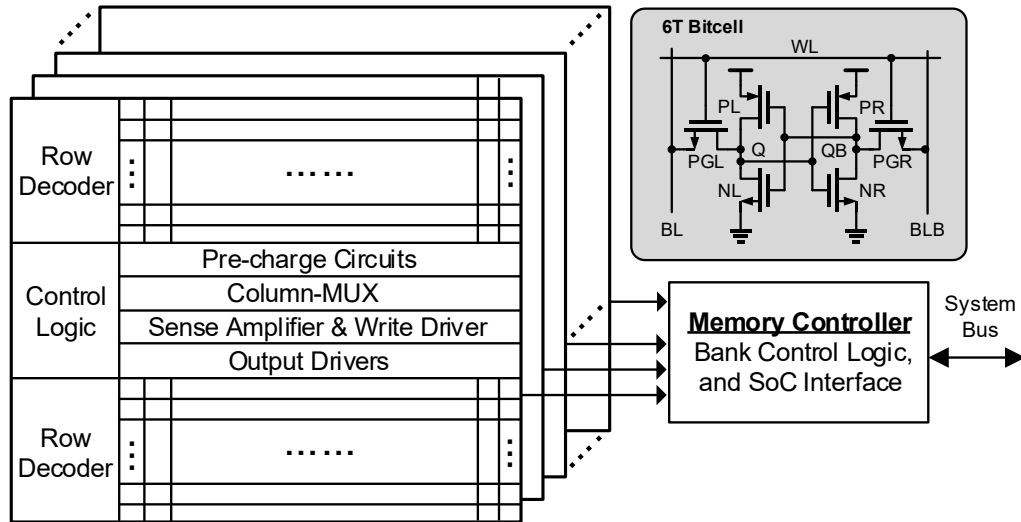 Row
Decoder
......
Control
Logic
Pre-charge Circuits
Column-MUX
Sense Amplifier & Write Driver
Output Drivers
Row
Decoder
......
6T Bitcell
WL
PL
PR
PGL
Q
QB
PGR
NL
NR
BL
BLB
Memory Controller
Bank Control Logic,
and SoC Interface
System
Bus